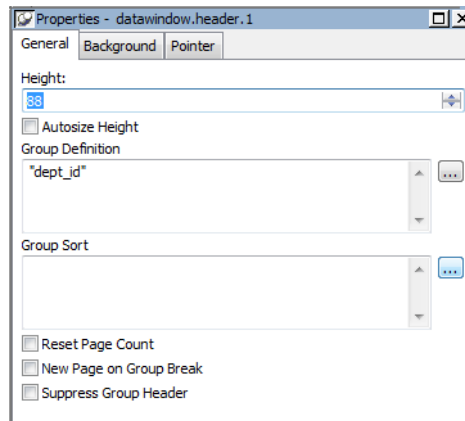 Properties - datawindow.header.1
General Background Pointer
Height:
88
Autosize Height
Group Definition
"dept_id"
...
Group Sort
...
Reset Page Count
New Page on Group Break
Suppress Group Header